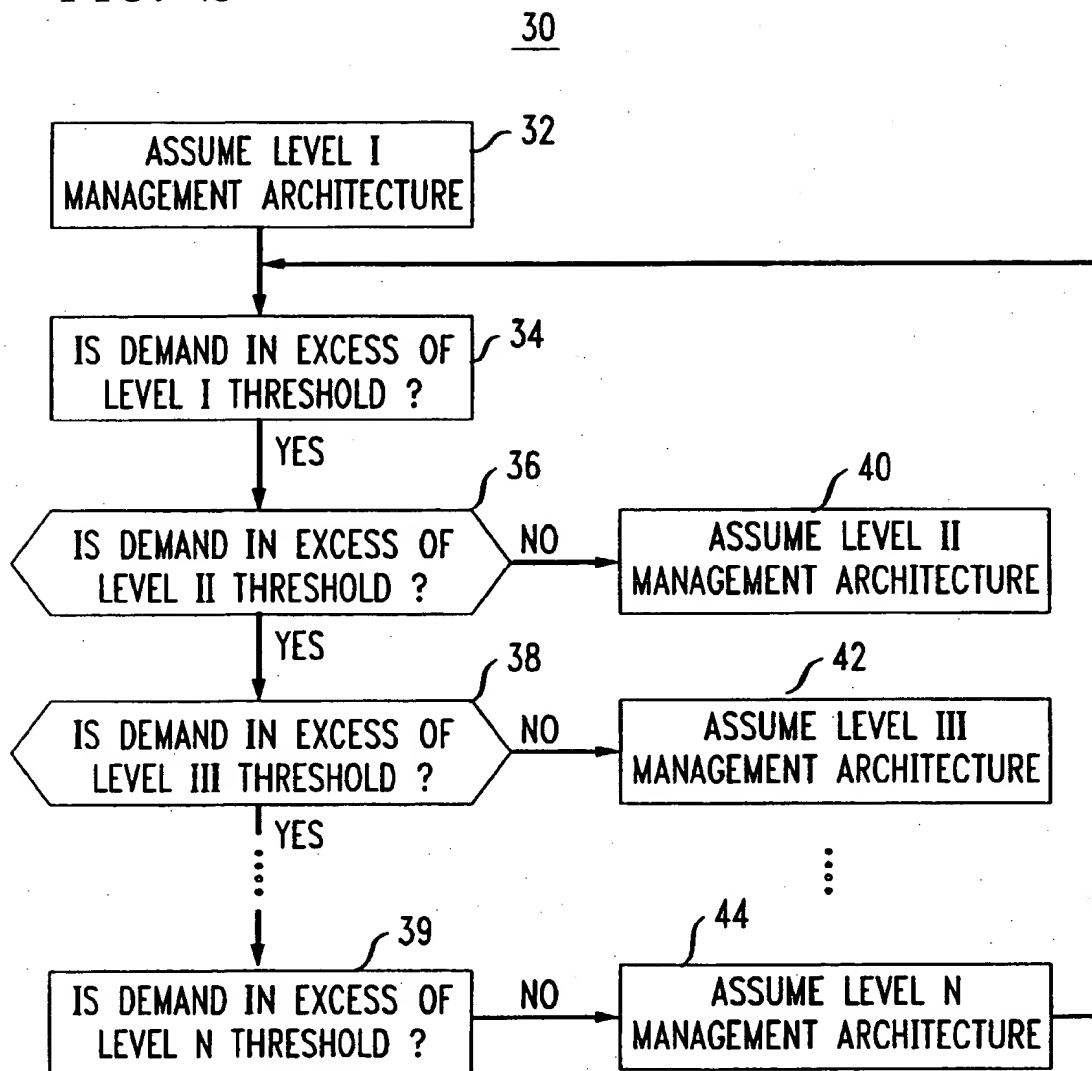 30
32
ASSUME LEVEL I
MANAGEMENT ARCHITECTURE
34
IS DEMAND IN EXCESS OF
LEVEL I THRESHOLD ?
YES
36
IS DEMAND IN EXCESS OF
LEVEL II THRESHOLD ?
NO
40
ASSUME LEVEL II
MANAGEMENT ARCHITECTURE
YES
38
IS DEMAND IN EXCESS OF
LEVEL III THRESHOLD ?
NO
42
ASSUME LEVEL III
MANAGEMENT ARCHITECTURE
YES
39
IS DEMAND IN EXCESS OF
LEVEL N THRESHOLD ?
NO
44
ASSUME LEVEL N
MANAGEMENT ARCHITECTURE